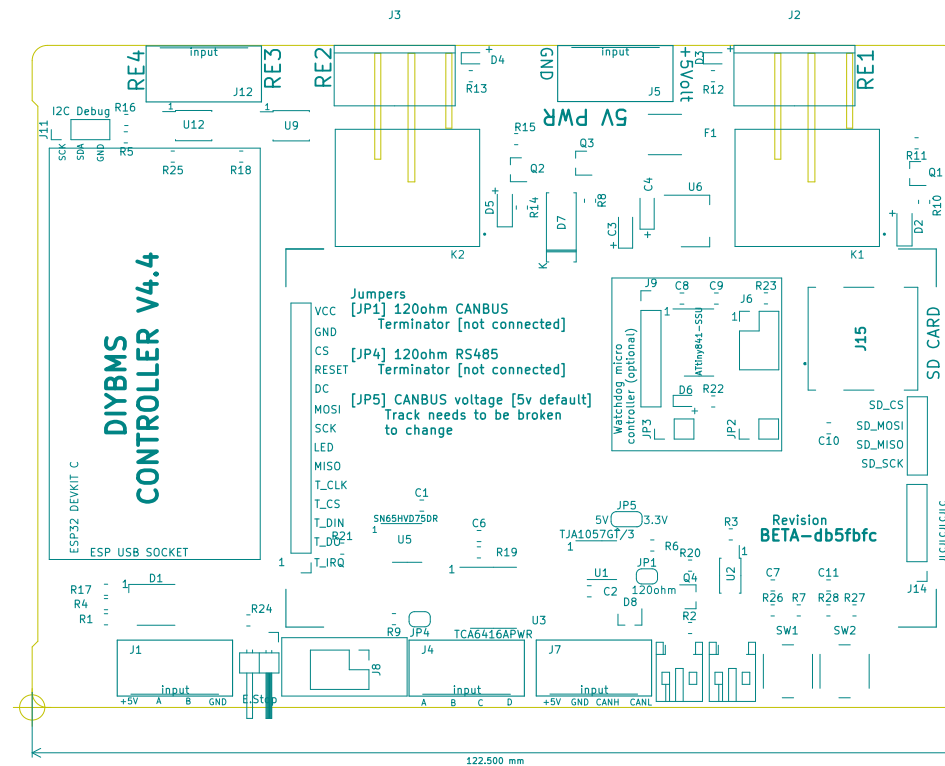 J3
J2
RE4
input
RE3
J12
RE2
D4
R13
GND
input
+5Volt
J5
5V PWR
D3
R12
RE1
I2C Debug
R16
J11
SCK
SDA
GND
R5
1
U12
1
U9
R25
R18
R15
Q2
Q3
F1
R11
Q1
R10
D5
+
R14
D7
K
R8
C3
+
C4
+
U6
D2
+
K2
K1
DIYBMS
CONTROLLER V4.4
ESP32 DEVKIT C
ESP USB SOCKET
VCC
GND
CS
RESET
DC
MOSI
SCK
LED
MISO
T_CLK
T_CS
T_DIN
T_DO
T_IRQ
1
Jumpers
[JP1] 120ohm CANBUS
Terminator [not connected]
[JP4] 120ohm RS485
Terminator [not connected]
[JP5] CANBUS voltage [5v default]
Track needs to be broken
to change
J9
C8
C9
R23
J6
1
1
ATtiny841-SSU
Watchdog micro
controller (optional)
D6
+
R22
JP3
JP2
J15
SD CARD
SD_CS
SD_MOSI
SD_MISO
SD_SCK
C10
C1
SN65HVD75DR
1
U5
R21
C6
1
R19
JP5
5V
3.3V
TJA1057GT/3
1
R6
R3
1
U2
Revision
BETA-db5fbfc
J14
JP1
120ohm
R20
Q4
U1
C2
D8
R2
C7
C11
R26
R7
R28
R27
SW1
SW2
R17
R4
R1
1
D1
R24
R9
JP4
U3
TCA6416APWR
J1
input
+5V
A
B
GND
E.Stop
J8
J4
input
A
B
C
D
J7
input
+5V
GND
CANH
CANL
122.500 mm